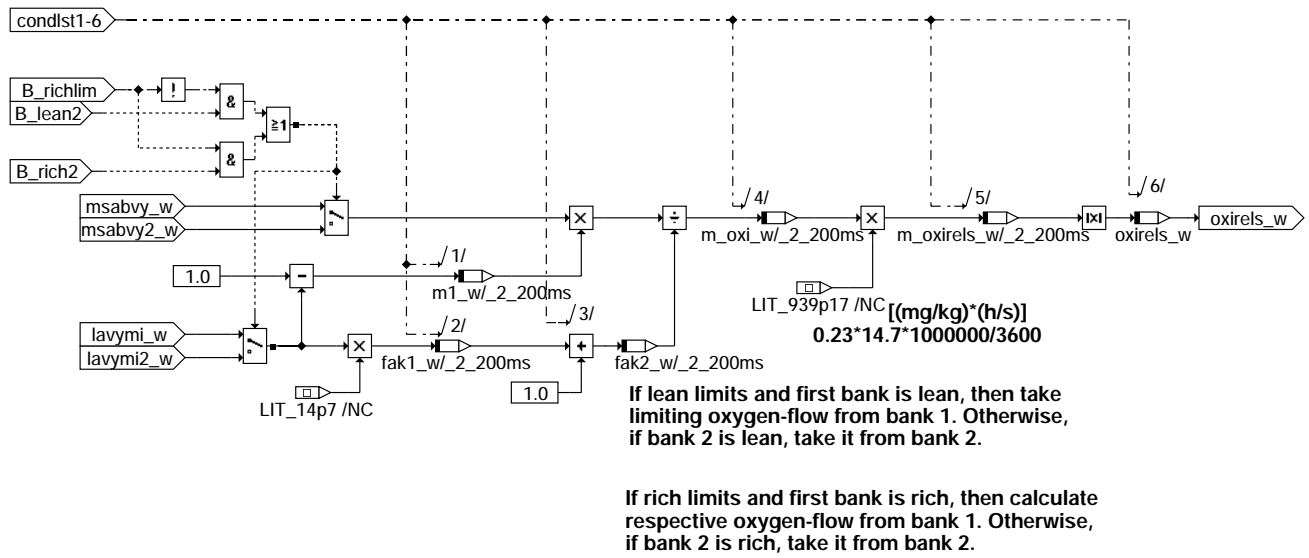 condlst1-6
B_richlim
!
&
B_lean2
≥1
&
B_rich2
msabvy_w
msabvy2_w
4/
5/
6/
×
÷
×
|x|
oxirels_w
m_oxi_w/_2_200ms
m_oxirels_w/_2_200ms
oxirels_w
1/
1.0
-
m1_w/_2_200ms
LIT_939p17 /NC
[(mg/kg)*(h/s)]
0.23*14.7*1000000/3600
3/
2/
lavymi_w
lavymi2_w
×
+
fak1_w/_2_200ms
fak2_w/_2_200ms
1.0
LIT_14p7 /NC
If lean limits and first bank is lean, then take
limiting oxygen-flow from bank 1. Otherwise,
if bank 2 is lean, take it from bank 2.
If rich limits and first bank is rich, then calculate
respective oxygen-flow from bank 1. Otherwise,
if bank 2 is rich, take it from bank 2.